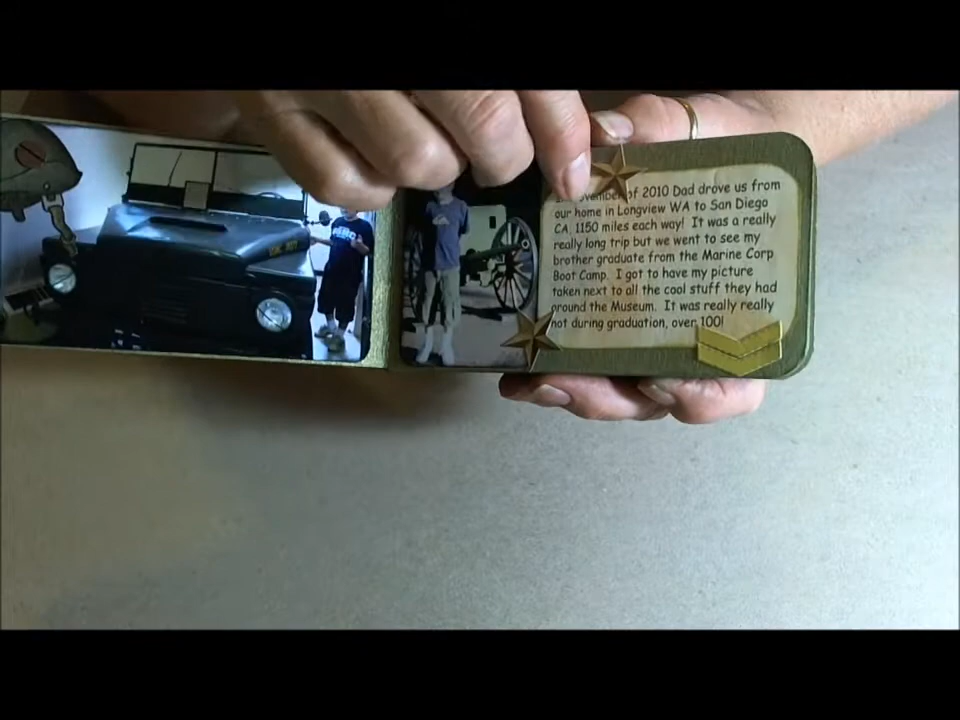 November of 2010 Dad drove us from
our home in Longview WA to San Diego
CA, 1150 miles each way! It was a really
really long trip but we went to see my
brother graduate from the Marine Corp
Boot Camp. I got to have my picture
taken next to all the cool stuff they had
around the Museum. It was really really
hot during graduation, over 100!